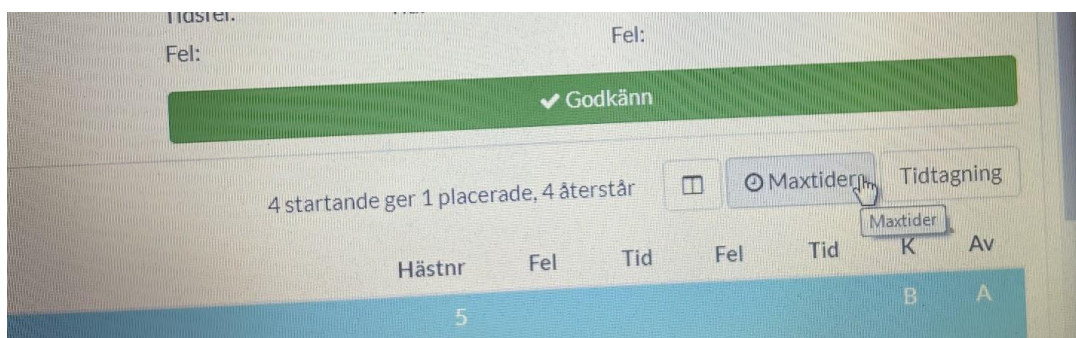 Tidsfel:
Fel: Fel:
Godkänn
4 startande ger 1 placerade, 4 återstår Maxtider Tidtagning
Maxtider
Hästnr Fel Tid Fel Tid K Av
5 B A